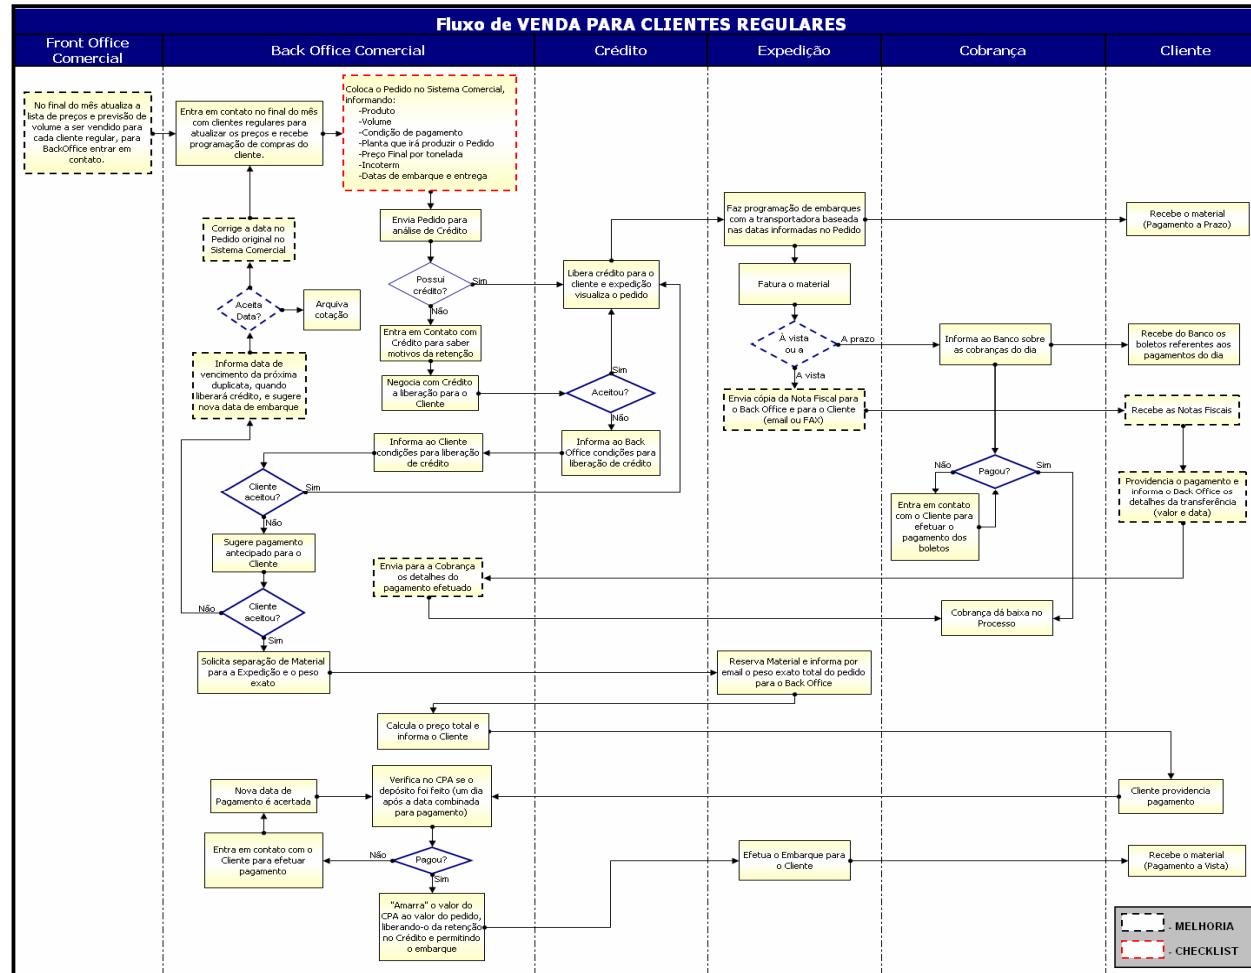 Fluxo de VENDA PARA CLIENTES REGULARES
Front Office
Comercial
Back Office Comercial
Crédito
Expedição
Cobrança
Cliente
No final do mês atualiza a
lista de preços e previsão de
volume a ser vendido para
cada cliente regular, para
BackOffice entrar em
contato.
Entra em contato no final do mês
com clientes regulares para
atualizar os preços e recebe
programação de compras do
cliente.
Coloca o Pedido no Sistema Comercial,
informando:
-Produto
-Volume
-Condição de pagamento
-Planta que irá produzir o Pedido
-Preço Final por tonelada
-Incoterm
-Datas de embarque e entrega
Envia Pedido para
análise de Crédito
Corrige a data no
Pedido original no
Sistema Comercial
Possui
crédito?
Sim
Não
Libera crédito para o
cliente e expedição
visualiza o pedido
Faz programação de embarques
com a transportadora baseada
nas datas informadas no Pedido
Recebe o material
(Pagamento a Prazo)
Fatura o material
Aceita
Data?
Arquiva
cotação
Entra em Contato com
Crédito para saber
motivos da retenção
À vista
ou a
A prazo
A vista
Informa ao Banco sobre
as cobranças do dia
Recebe do Banco os
boletos referentes aos
pagamentos do dia
Informa data de
vencimento da próxima
duplicata, quando
liberará crédito, e sugere
nova data de embarque
Negocia com Crédito
a liberação para o
Cliente
Sim
Aceitou?
Não
Envia cópia da Nota Fiscal para
o Back Office e para o Cliente
(email ou FAX)
Recebe as Notas Fiscais
Informa ao Cliente
condições para liberação
de crédito
Informa ao Back
Office condições para
liberação de crédito
Cliente
aceitou?
Sim
Não
Não
Pagou?
Sim
Providencia o pagamento e
informa o Back Office os
detalhes da transferência
(valor e data)
Entra em contato
com o Cliente para
efetuar o
pagamento dos
boletos
Sugere pagamento
antecipado para o
Cliente
Envia para a Cobrança
os detalhes do
pagamento efetuado
Não
Cliente
aceitou?
Sim
Cobrança dá baixa no
Processo
Solicita separação de Material
para a Expedição e o peso
exato
Reserva Material e informa por
email o peso exato total do pedido
para o Back Office
Calcula o preço total e
informa o Cliente
Nova data de
Pagamento é acertada
Verifica no CPA se o
depósito foi feito (um dia
após a data combinada
para pagamento)
Cliente providencia
pagamento
Entra em contato com o
Cliente para efetuar
pagamento
Não
Pagou?
Sim
Efetua o Embarque para
o Cliente
Recebe o material
(Pagamento a Vista)
"Amarra" o valor do
CPA ao valor do pedido,
liberando-o da retenção
no Crédito e permitindo
o embarque
- MELHORIA
- CHECKLIST